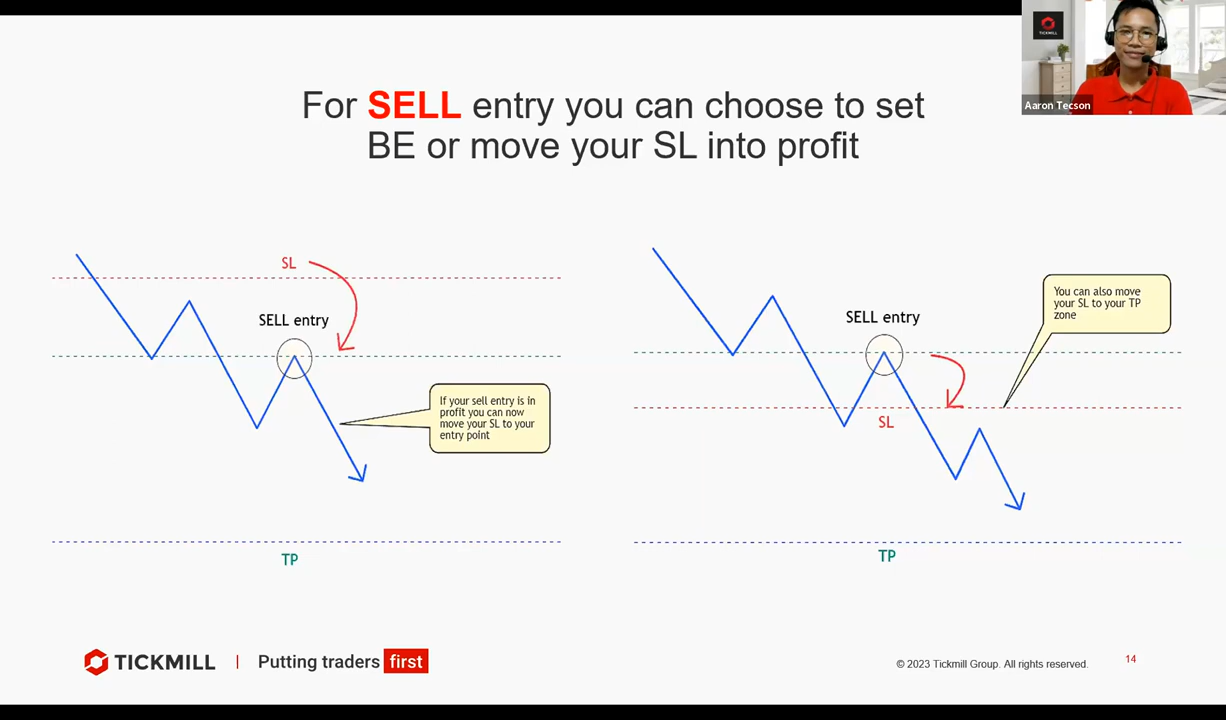 TICKMILL
Aaron Tecson
For SELL entry you can choose to set
BE or move your SL into profit
SL
SELL entry
If your sell entry is in
profit you can now
move your SL to your
entry point
TP
SELL entry
You can also move
your SL to your TP
zone
SL
TP
TICKMILL | Putting traders first
© 2023 Tickmill Group. All rights reserved.
14